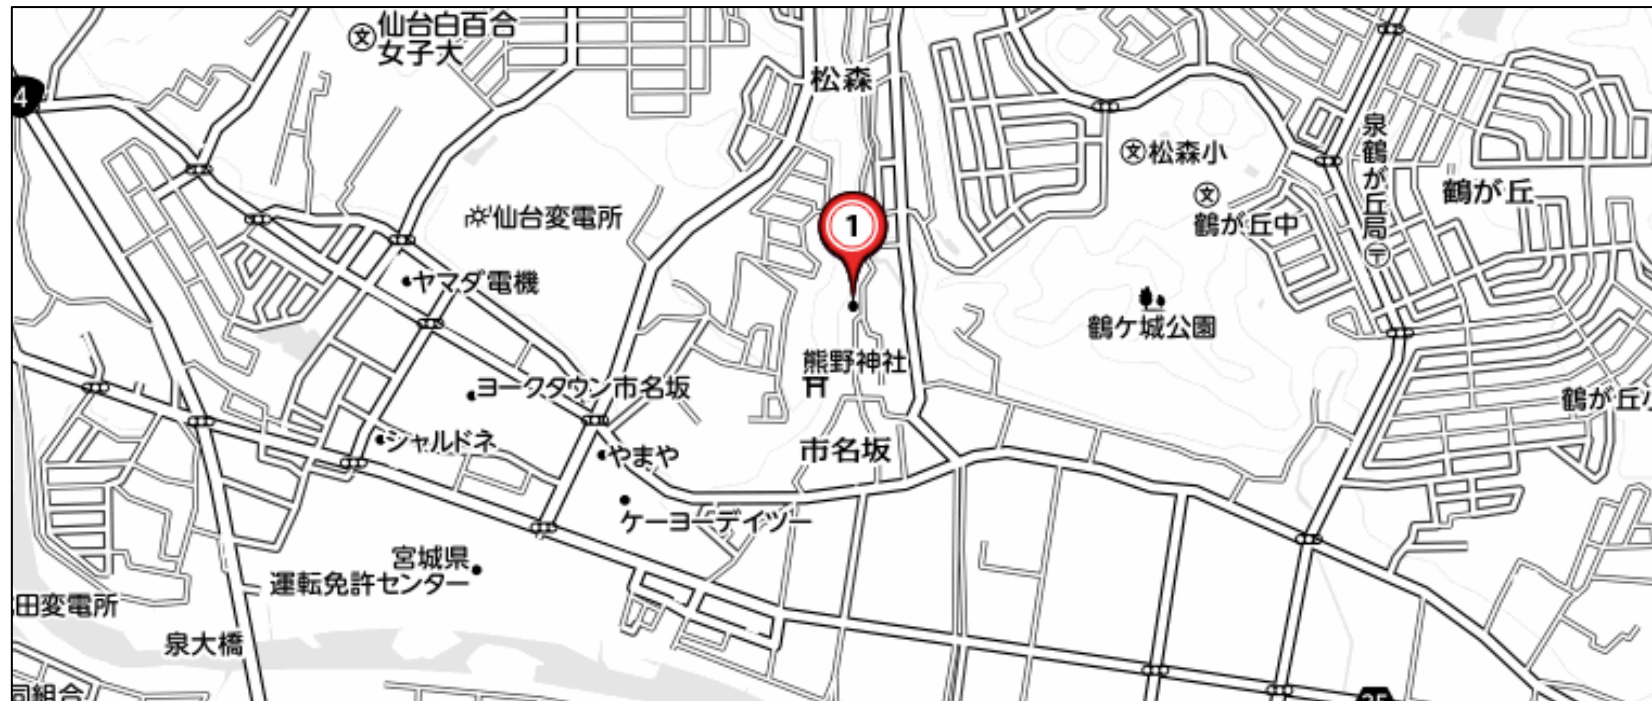 仙台白百合
女子大
4
松森
松森小
泉鶴が丘局
鶴が丘
鶴が丘中
仙台変電所
1
ヤマダ電機
鶴ケ城公園
熊野神社
ヨークタウン市名坂
鶴が丘小
シャルドネ
やまや
市名坂
ケーヨーデイツー
宮城県
運転免許センター
田変電所
泉大橋
同組合
35